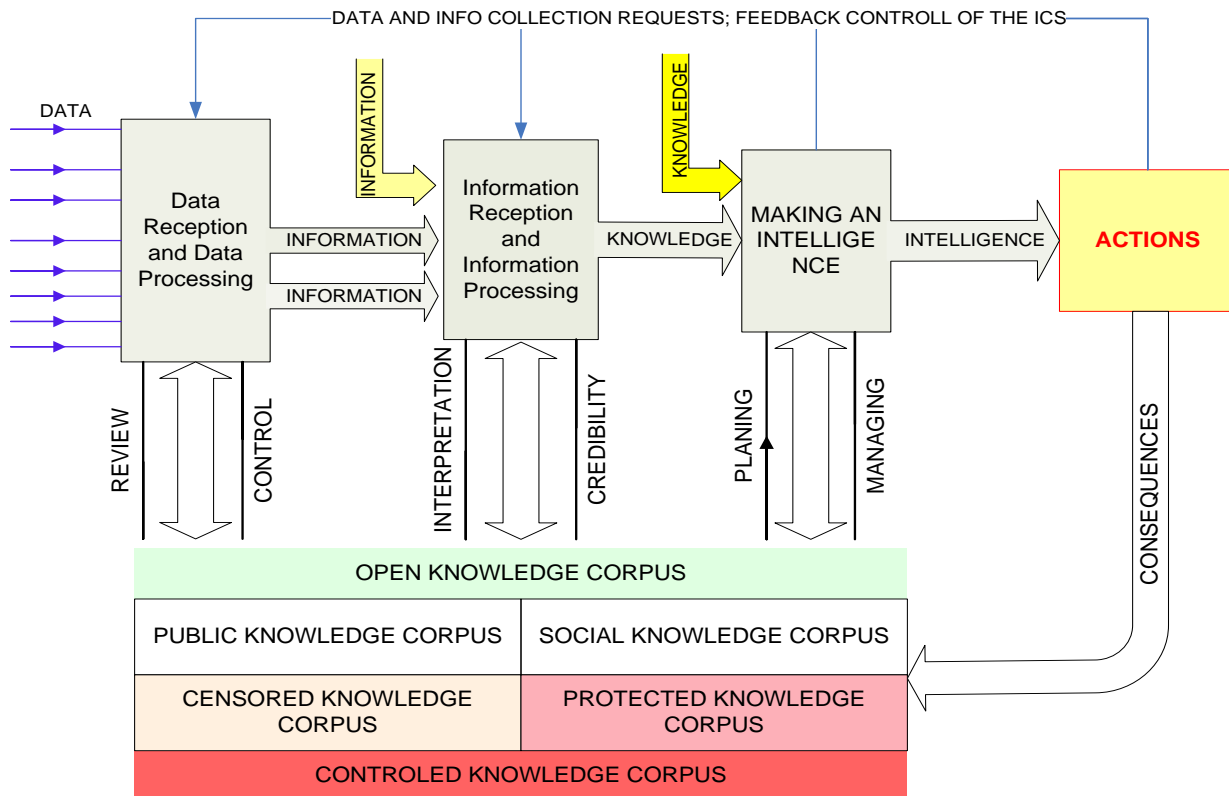 DATA AND INFO COLLECTION REQUESTS; FEEDBACK CONTROLL OF THE ICS
DATA
INFORMATION
KNOWLEDGE
Data
Reception
and Data
Processing
INFORMATION
INFORMATION
Information
Reception
and
Information
Processing
KNOWLEDGE
MAKING AN
INTELLIGE
NCE
INTELLIGENCE
ACTIONS
REVIEW
CONTROL
INTERPRETATION
CREDIBILITY
PLANING
MANAGING
CONSEQUENCES
OPEN KNOWLEDGE CORPUS
PUBLIC KNOWLEDGE CORPUS
SOCIAL KNOWLEDGE CORPUS
CENSORED KNOWLEDGE
CORPUS
PROTECTED KNOWLEDGE
CORPUS
CONTROLED KNOWLEDGE CORPUS